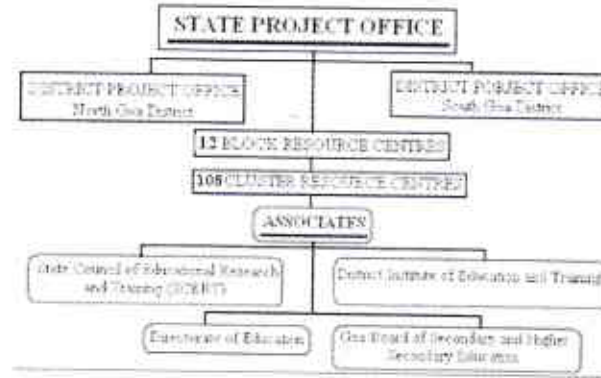 STATE PROJECT OFFICE
DISTRICT PROJECT OFFICE
North Goa District
DISTRICT PORJECT OFFICE
South Goa District
12 BLOCK RESOURCE CENTRES
108 CLUSTER RESOURCE CENTRES
ASSOCIATES
State Council of Educational Research
and Training (SCERT)
District Institute of Education and Training
Directorate of Education
Goa Board of Secondary and Higher
Secondary Education